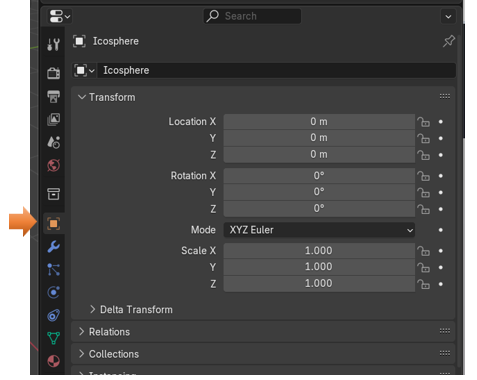 Search
Icosphere
Icosphere
Transform
Location X 0 m
Y 0 m
Z 0 m
Rotation X 0°
Y 0°
Z 0°
Mode XYZ Euler
Scale X 1.000
Y 1.000
Z 1.000
Delta Transform
Relations
Collections